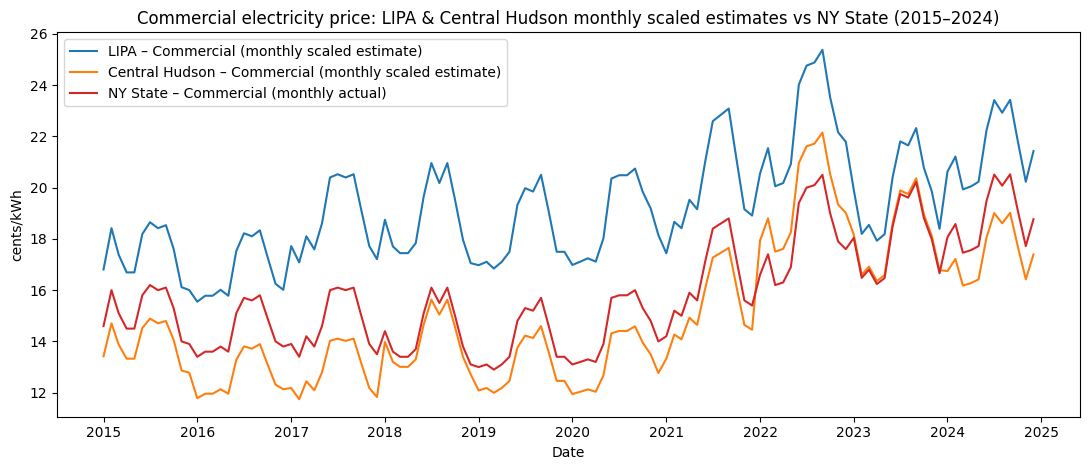 Commercial electricity price: LIPA & Central Hudson monthly scaled estimates vs NY State (2015–2024)
LIPA – Commercial (monthly scaled estimate)
Central Hudson – Commercial (monthly scaled estimate)
NY State – Commercial (monthly actual)
cents/kWh
26
24
22
20
18
16
14
12
2015 2016 2017 2018 2019 2020 2021 2022 2023 2024 2025
Date